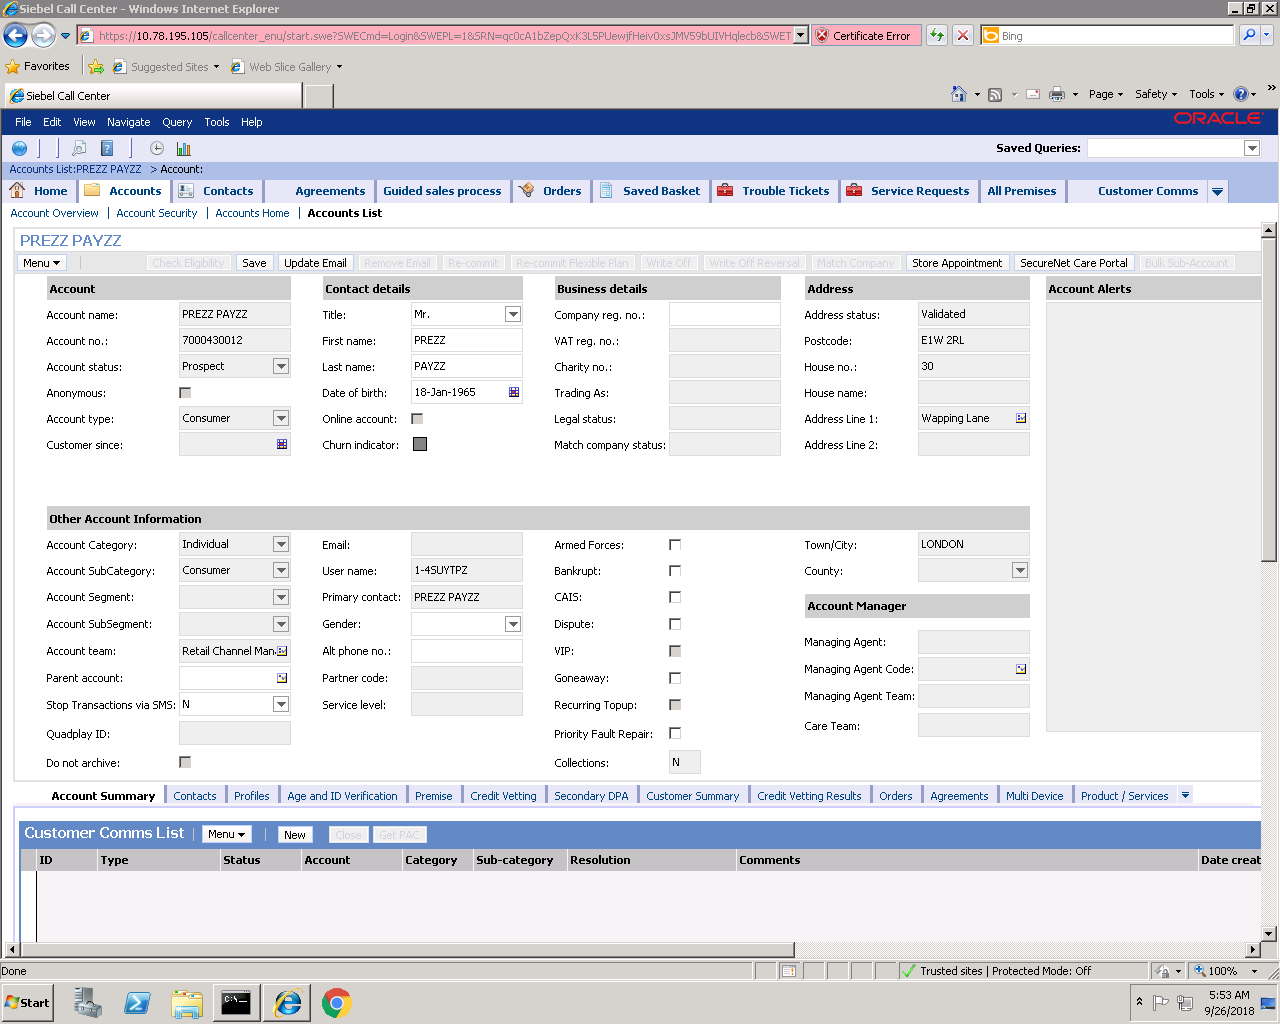 Siebel Call Center - Windows Internet Explorer
https://10.78.195.105/callcenter_enu/start.swe?SWECmd=Login&SWEPL=1&SRN=qc0cA1bZepQxK3L5PUewjfHeiv0xsJMV59bUIVHqlecb&SWET Certificate Error Bing
Favorites Suggested Sites Web Slice Gallery
Siebel Call Center Page Safety Tools »
File Edit View Navigate Query Tools Help ORACLE
Saved Queries:
Accounts List:PREZZ PAYZZ > Account:
Home Accounts Contacts Agreements Guided sales process Orders Saved Basket Trouble Tickets Service Requests All Premises Customer Comms
Account Overview | Account Security | Accounts Home | Accounts List
PREZZ PAYZZ
Menu Check Eligibility Save Update Email Remove Email Re-commit Re-commit Flexible Plan Write Off Write Off Reversal Match Company Store Appointment SecureNet Care Portal Bulk Sub-Account
Account Contact details Business details Address Account Alerts
Account name: PREZZ PAYZZ Title: Mr. Company reg. no.: Address status: Validated
Account no.: 7000430012 First name: PREZZ VAT reg. no.: Postcode: E1W 2RL
Account status: Prospect Last name: PAYZZ Charity no.: House no.: 30
Anonymous: Date of birth: 18-Jan-1965 Trading As: House name:
Account type: Consumer Online account: Legal status: Address Line 1: Wapping Lane
Customer since: Churn indicator: Match company status: Address Line 2:
Other Account Information
Account Category: Individual Email: Armed Forces: Town/City: LONDON
Account SubCategory: Consumer User name: 1-4SUYTPZ Bankrupt: County:
Account Segment: Primary contact: PREZZ PAYZZ CAIS: Account Manager
Account SubSegment: Gender: Dispute:
Account team: Retail Channel Man Alt phone no.: VIP: Managing Agent:
Parent account: Partner code: Goneaway: Managing Agent Code:
Stop Transactions via SMS: N Service level: Recurring Topup: Managing Agent Team:
Quadplay ID: Priority Fault Repair: Care Team:
Do not archive: Collections: N
Account Summary Contacts Profiles Age and ID Verification Premise Credit Vetting Secondary DPA Customer Summary Credit Vetting Results Orders Agreements Multi Device Product / Services
Customer Comms List Menu New Close Get PAC
ID Type Status Account Category Sub-category Resolution Comments Date creat
Done Trusted sites | Protected Mode: Off 100%
Start C:\. 5:53 AM
9/26/2018